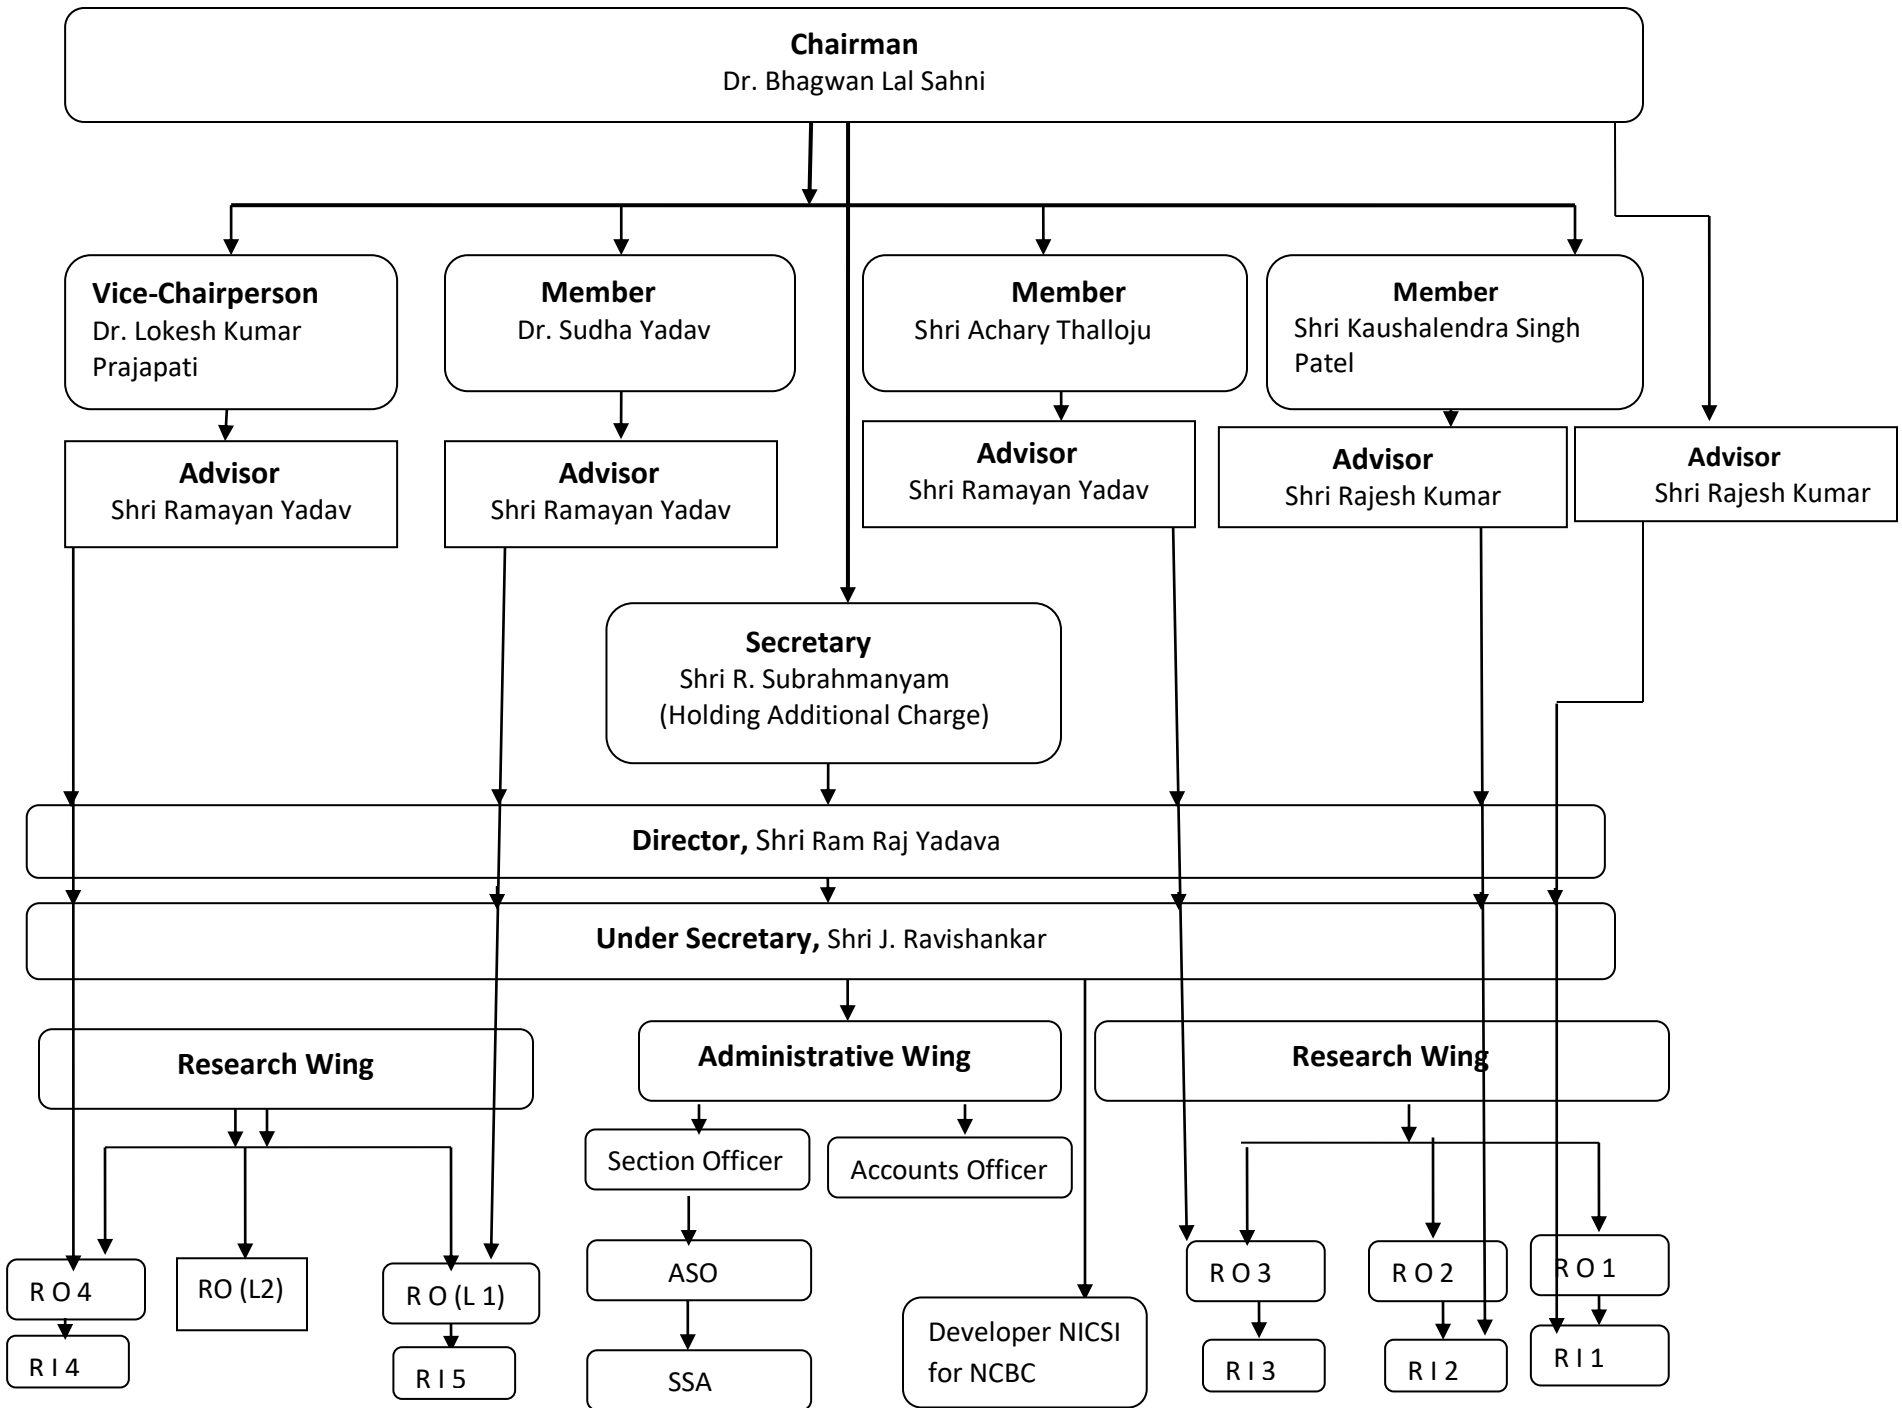 Chairman
Dr. Bhagwan Lal Sahni
Vice-Chairperson
Dr. Lokesh Kumar
Prajapati
Member
Dr. Sudha Yadav
Member
Shri Achary Thalloju
Member
Shri Kaushalendra Singh
Patel
Advisor
Shri Ramayan Yadav
Advisor
Shri Ramayan Yadav
Advisor
Shri Ramayan Yadav
Advisor
Shri Rajesh Kumar
Advisor
Shri Rajesh Kumar
Secretary
Shri R. Subrahmanyam
(Holding Additional Charge)
Director, Shri Ram Raj Yadava
Under Secretary, Shri J. Ravishankar
Research Wing
Administrative Wing
Research Wing
Section Officer
Accounts Officer
R O 4
RO (L2)
R O (L 1)
ASO
R O 3
R O 2
R O 1
R I 4
R I 5
SSA
Developer NICSI
for NCBC
R I 3
R I 2
R I 1